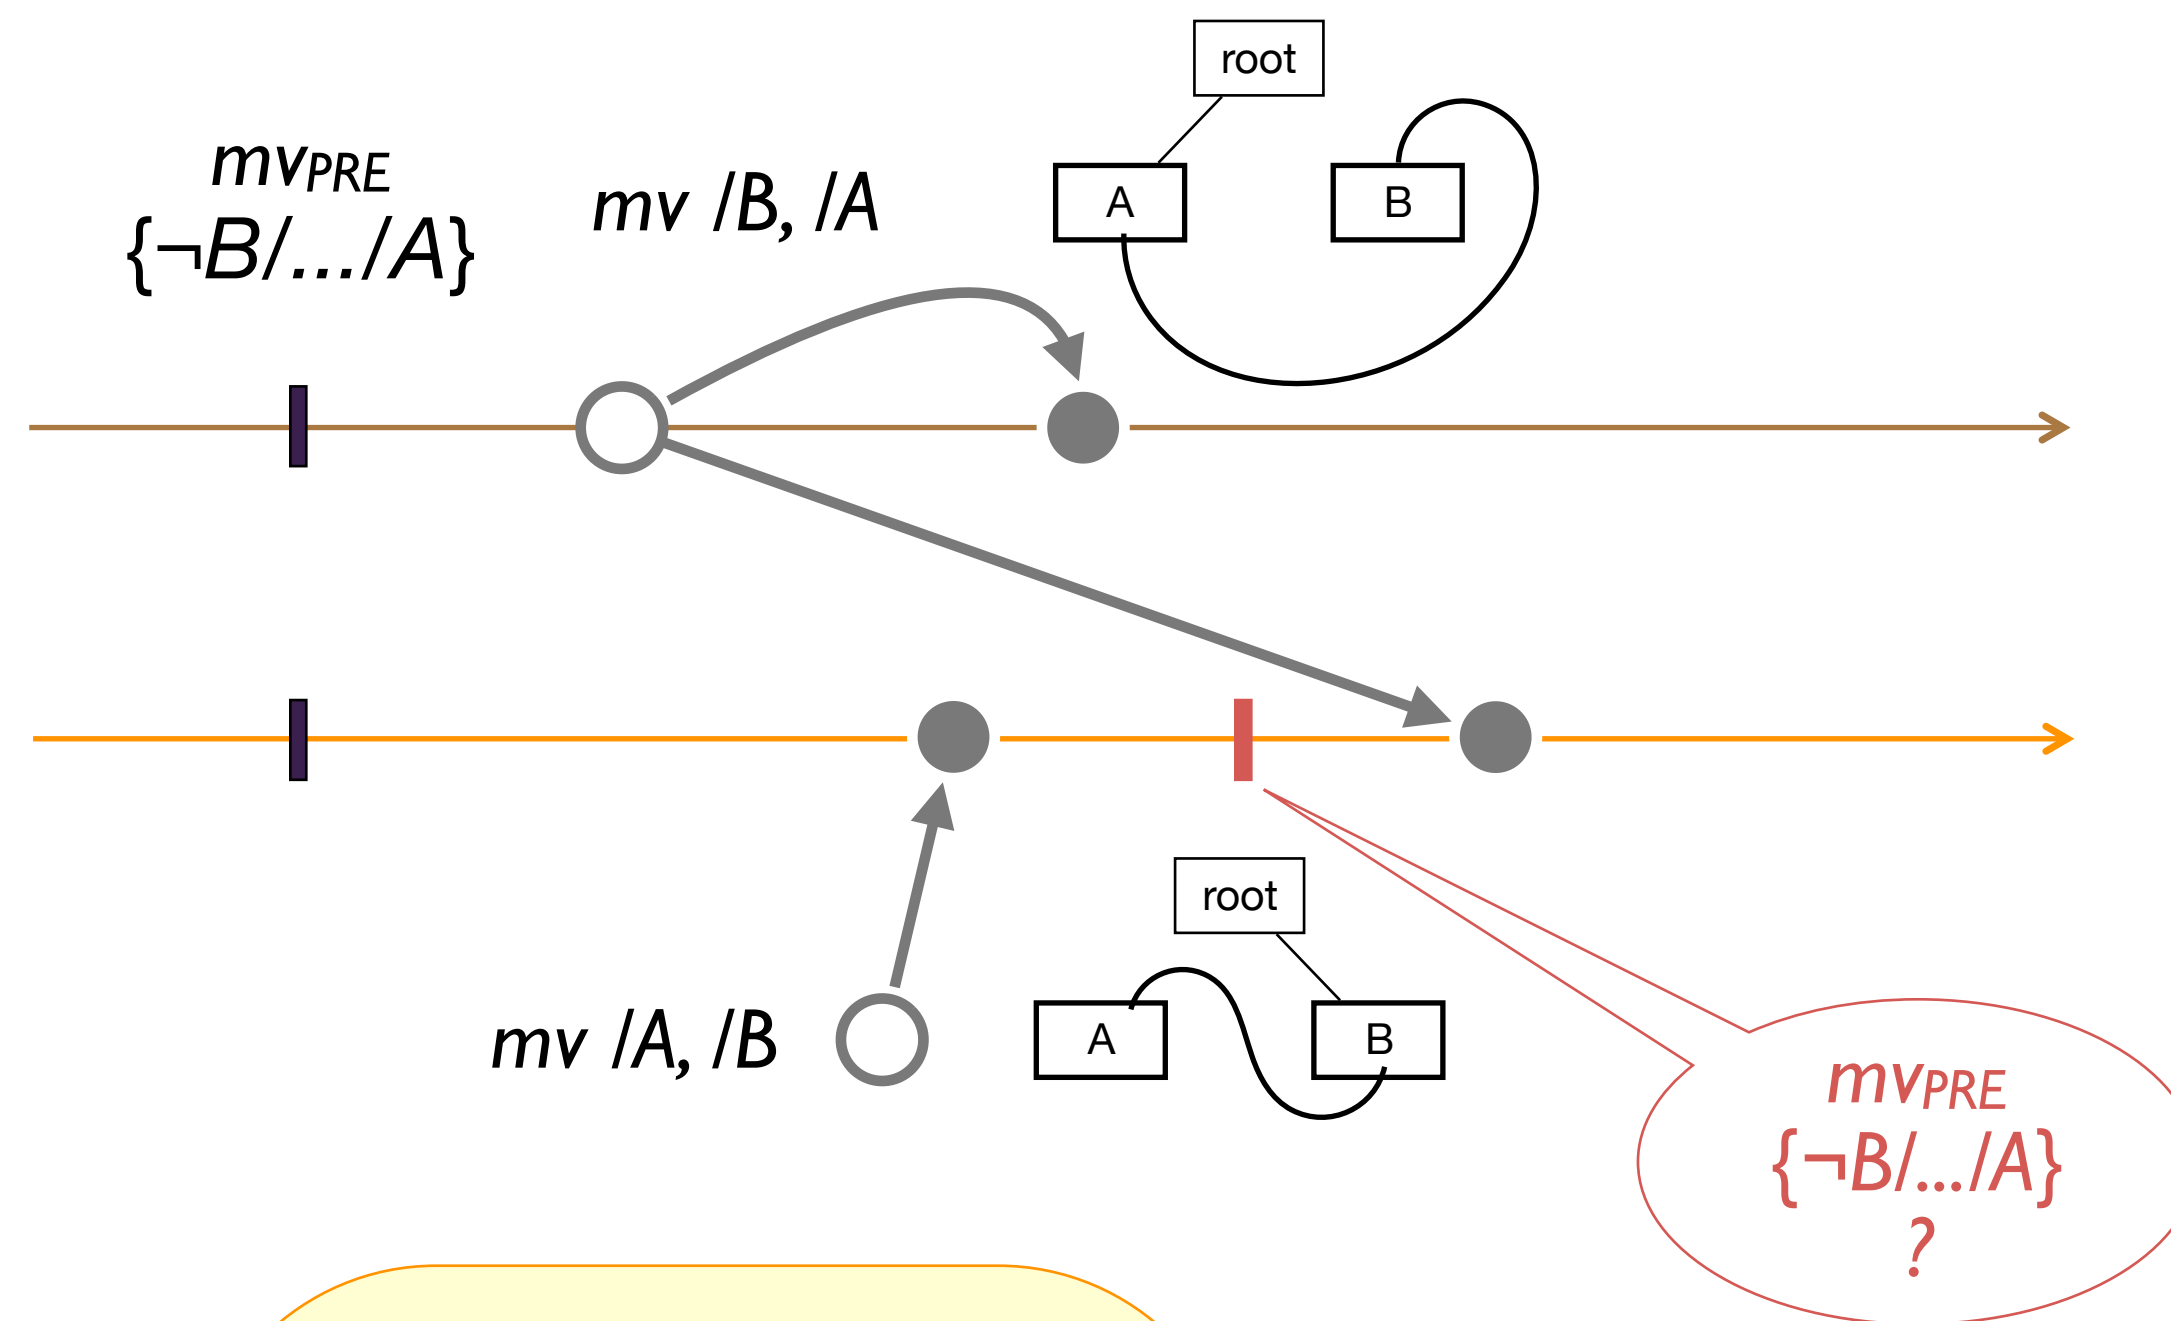 root
mvPRE
{¬B/.../A}
mv /B, /A
A
B
root
mv /A, /B
A
B
mvPRE
{¬B/.../A}
?